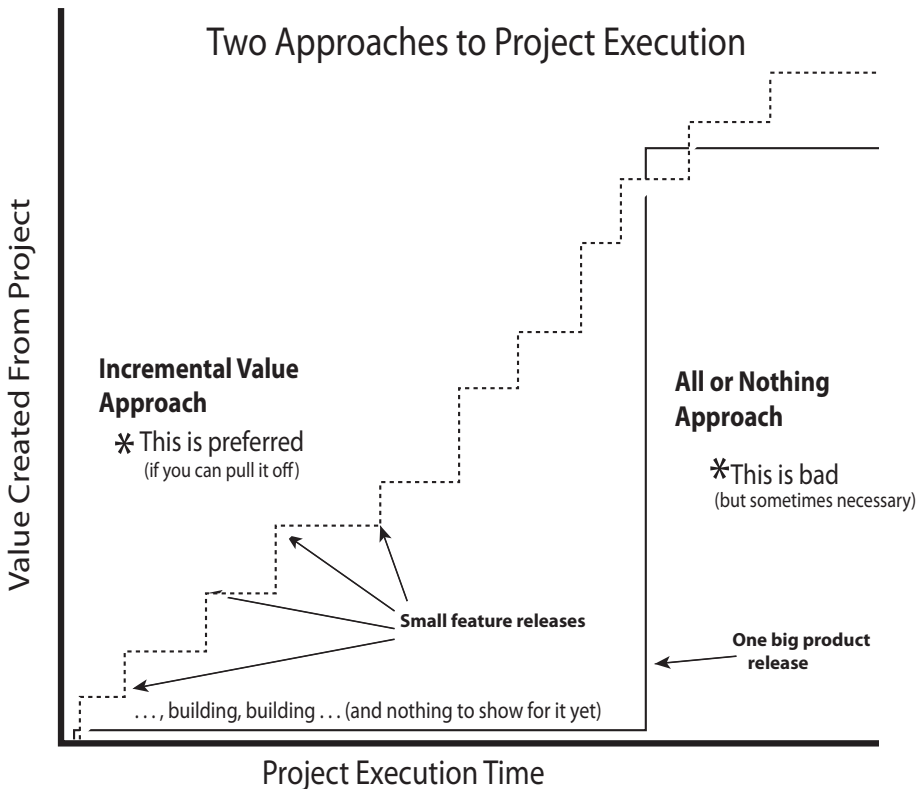 Two Approaches to Project Execution
Value Created From Project
Incremental Value
Approach
* This is preferred
(if you can pull it off)
All or Nothing
Approach
*This is bad
(but sometimes necessary)
Small feature releases
One big product
release
..., building, building ... (and nothing to show for it yet)
Project Execution Time